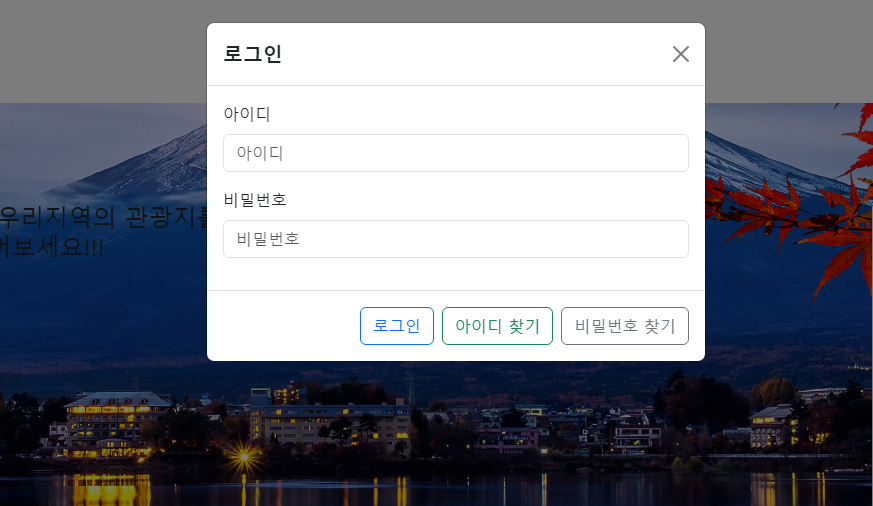 로그인
아이디
아이디
비밀번호
비밀번호
로그인 아이디 찾기 비밀번호 찾기
우리지역의 관광지를
어보세요!!!